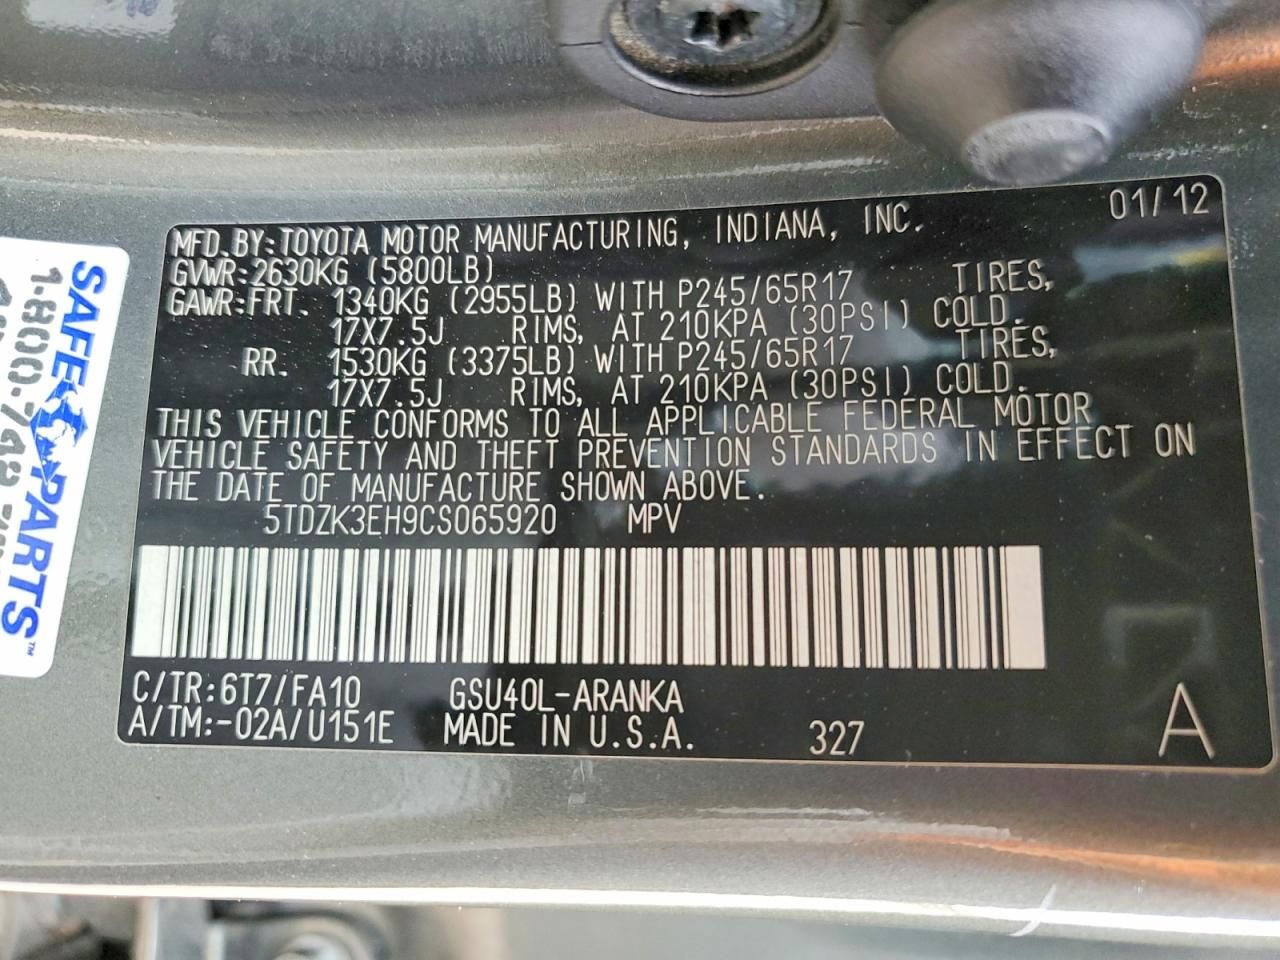 01/12
MFD.BY:TOYOTA MOTOR MANUFACTURING, INDIANA, INC.
GVWR:2630KG (5800LB)
GAWR:FRT. 1340KG (2955LB) WITH P245/65R17 TIRES,
17X7.5J RIMS, AT 210KPA (30PSI) COLD.
RR. 1530KG (3375LB) WITH P245/65R17 TIRES,
17X7.5J RIMS, AT 210KPA (30PSI) COLD.
THIS VEHICLE CONFORMS TO ALL APPLICABLE FEDERAL MOTOR
VEHICLE SAFETY AND THEFT PREVENTION STANDARDS IN EFFECT ON
THE DATE OF MANUFACTURE SHOWN ABOVE.
5TDZK3EH9CS065920 MPV
C/TR:6T7/FA10 GSU40L-ARANKA
A/TM:-02A/U151E MADE IN U.S.A. 327 A
SAFE PARTS™